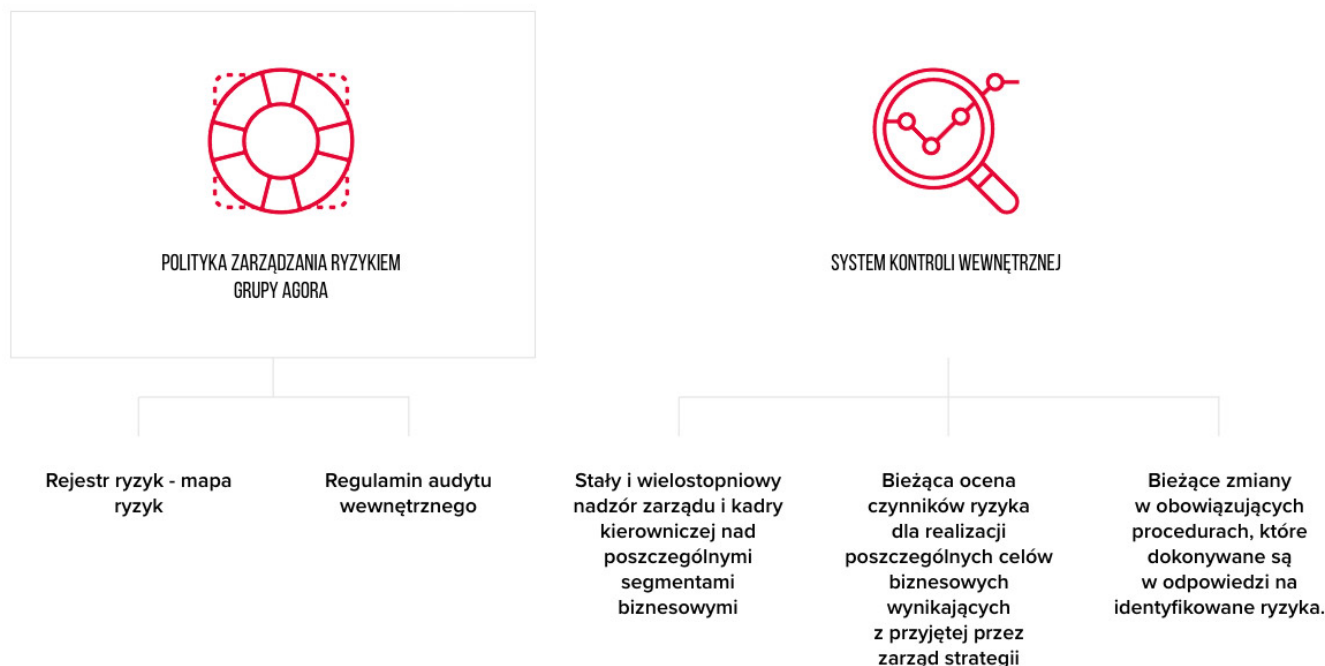 POLITYKA ZARZĄDZANIA RYZYKIEM
GRUPY AGORA
SYSTEM KONTROLI WEWNĘTRZNEJ
Rejestr ryzyk - mapa
ryzyk
Regulamin audytu
wewnętrznego
Stały i wielostopniowy
nadzór zarządu i kadry
kierowniczej nad
poszczególnymi
segmentami
biznesowymi
Bieżąca ocena
czynników ryzyka
dla realizacji
poszczególnych celów
biznesowych
wynikających
z przyjętej przez
zarząd strategii
Bieżące zmiany
w obowiązujących
procedurach, które
dokonywane są
w odpowiedzi na
identyfikowane ryzyka.